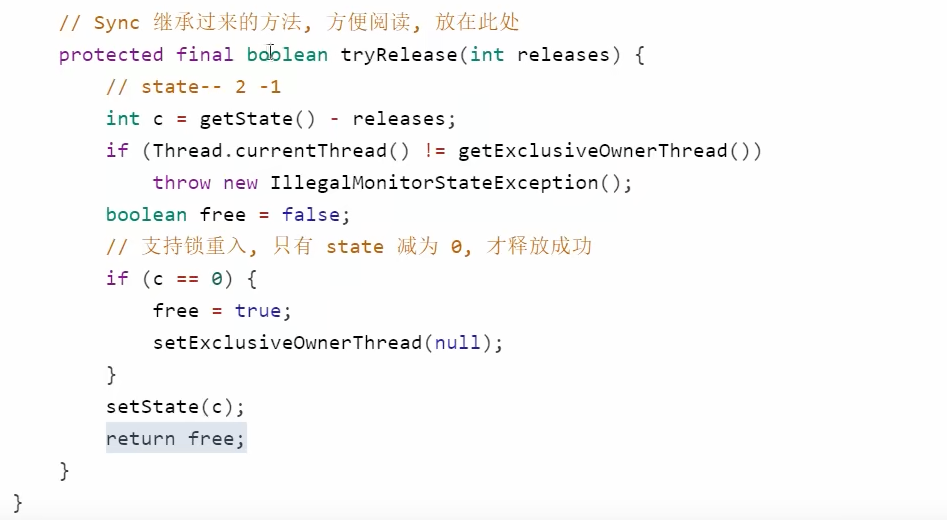 // Sync 继承过来的方法, 方便阅读, 放在此处
protected final boolean tryRelease(int releases) {
// state-- 2 -1
int c = getState() - releases;
if (Thread.currentThread() != getExclusiveOwnerThread())
throw new IllegalMonitorStateException();
boolean free = false;
// 支持锁重入, 只有 state 减为 0, 才释放成功
if (c == 0) {
free = true;
setExclusiveOwnerThread(null);
}
setState(c);
return free;
}
}